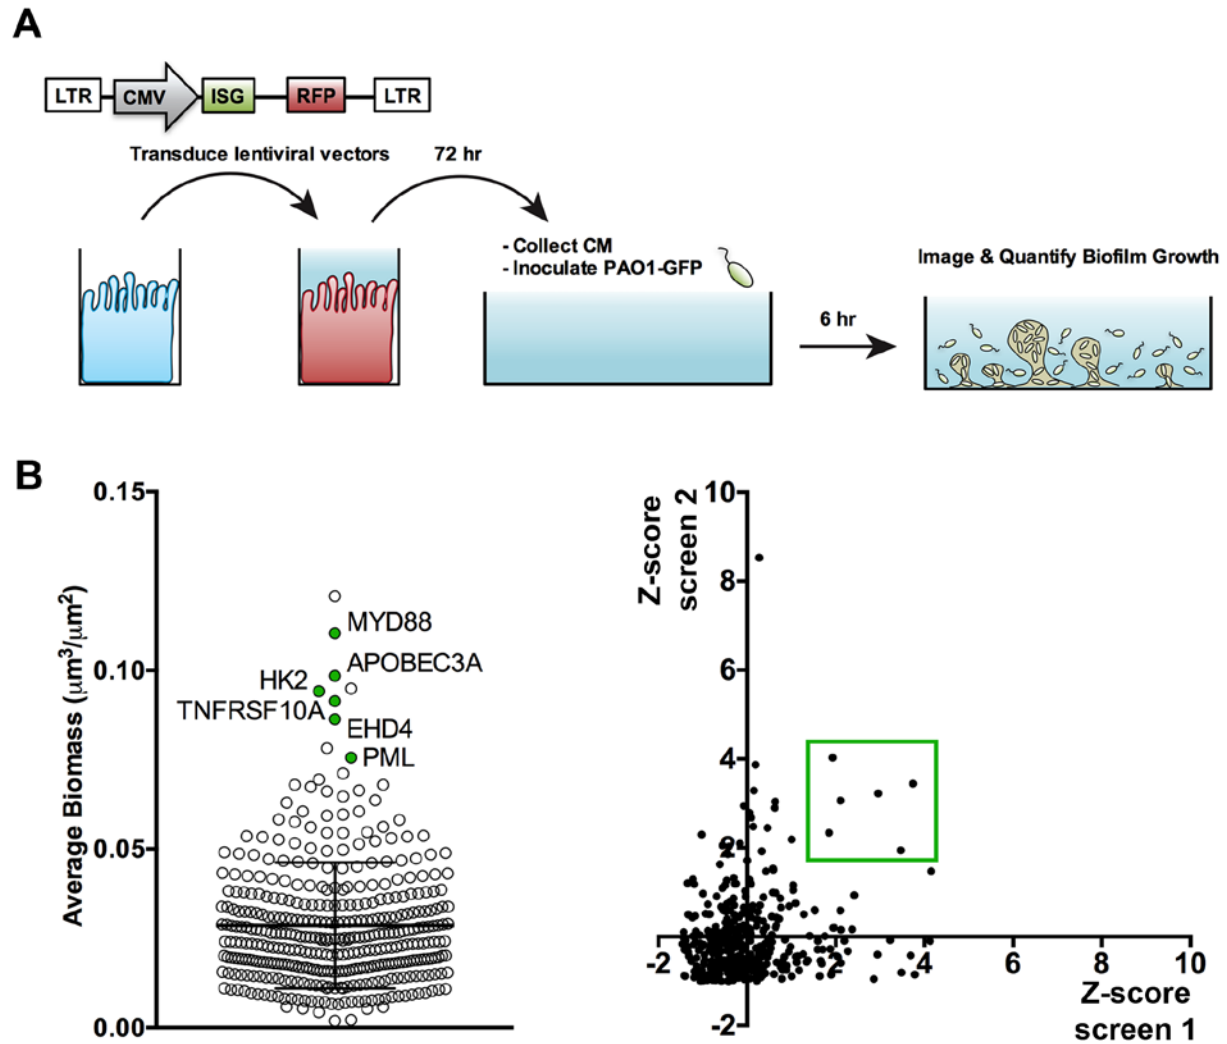 A
LTR CMV ISG RFP LTR
Transduce lentiviral vectors 72 hr
- Collect CM
- Inoculate PAO1-GFP
Image & Quantify Biofilm Growth
6 hr
B
Average Biomass (μm3/μm2)
0.15
0.10
0.05
0.00
MYD88
APOBEC3A
HK2
TNFRSF10A
EHD4
PML
Z-score
screen 2
10
8
6
4
2
-2
-2 2 4 6 8 10
Z-score
screen 1